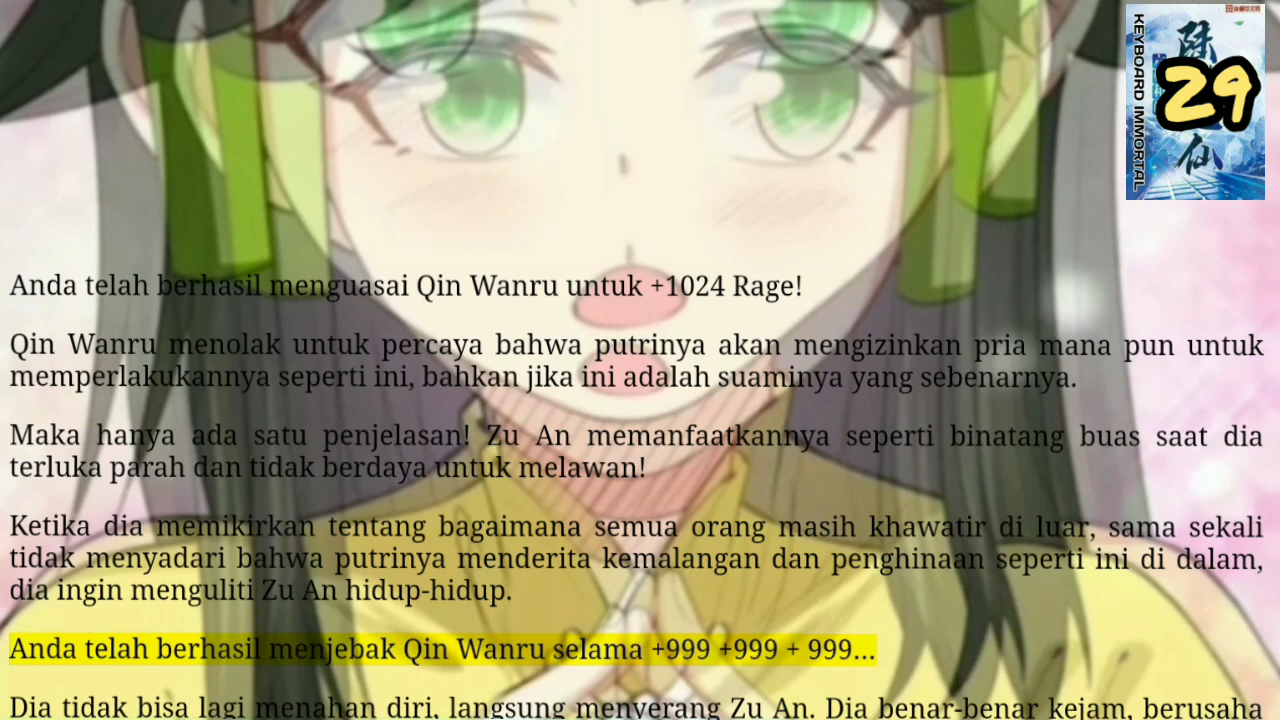 陆
29
仙
KEYBOARD IMMORTAL
Anda telah berhasil menguasai Qin Wanru untuk +1024 Rage!
Qin Wanru menolak untuk percaya bahwa putrinya akan mengizinkan pria mana pun untuk
memperlakukannya seperti ini, bahkan jika ini adalah suaminya yang sebenarnya.
Maka hanya ada satu penjelasan! Zu An memanfaatkannya seperti binatang buas saat dia
terluka parah dan tidak berdaya untuk melawan!
Ketika dia memikirkan tentang bagaimana semua orang masih khawatir di luar, sama sekali
tidak menyadari bahwa putrinya menderita kemalangan dan penghinaan seperti ini di dalam,
dia ingin menguliti Zu An hidup-hidup.
Anda telah berhasil menjebak Qin Wanru selama +999 +999 + 999...
Dia tidak bisa lagi menahan diri, langsung menyerang Zu An. Dia benar-benar kejam, berusaha